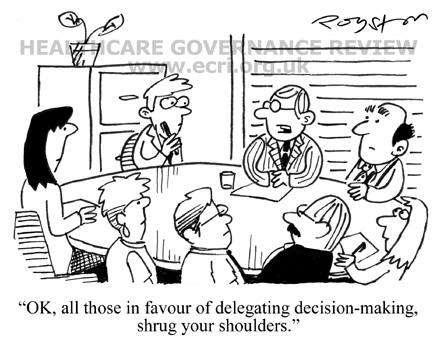 Royston
HEALTHCARE GOVERNANCE REVIEW
www.ecri.org.uk
“OK, all those in favour of delegating decision-making,
shrug your shoulders.”